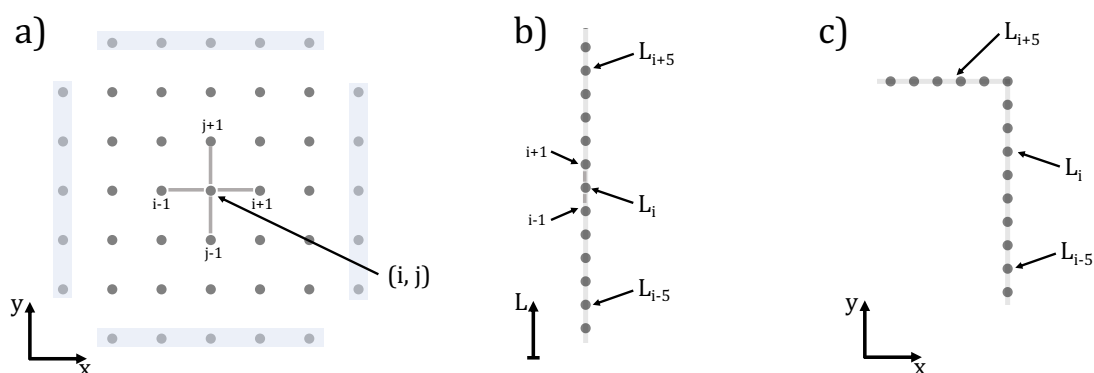 a)
j+1
i-1
i+1
j-1
(i, j)
y
x
b)
L_{i+5}
i+1
L_i
i-1
L_{i-5}
L
c)
L_{i+5}
L_i
L_{i-5}
y
x